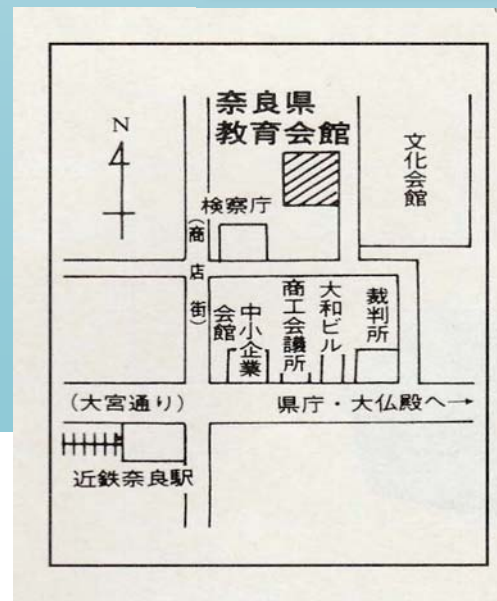 奈良県
教育会館
N
文化会館
検察庁
(商店街)
中小企業
会館
商工会議所
大和ビル
裁判所
(大宮通り)
県庁・大仏殿へ→
近鉄奈良駅